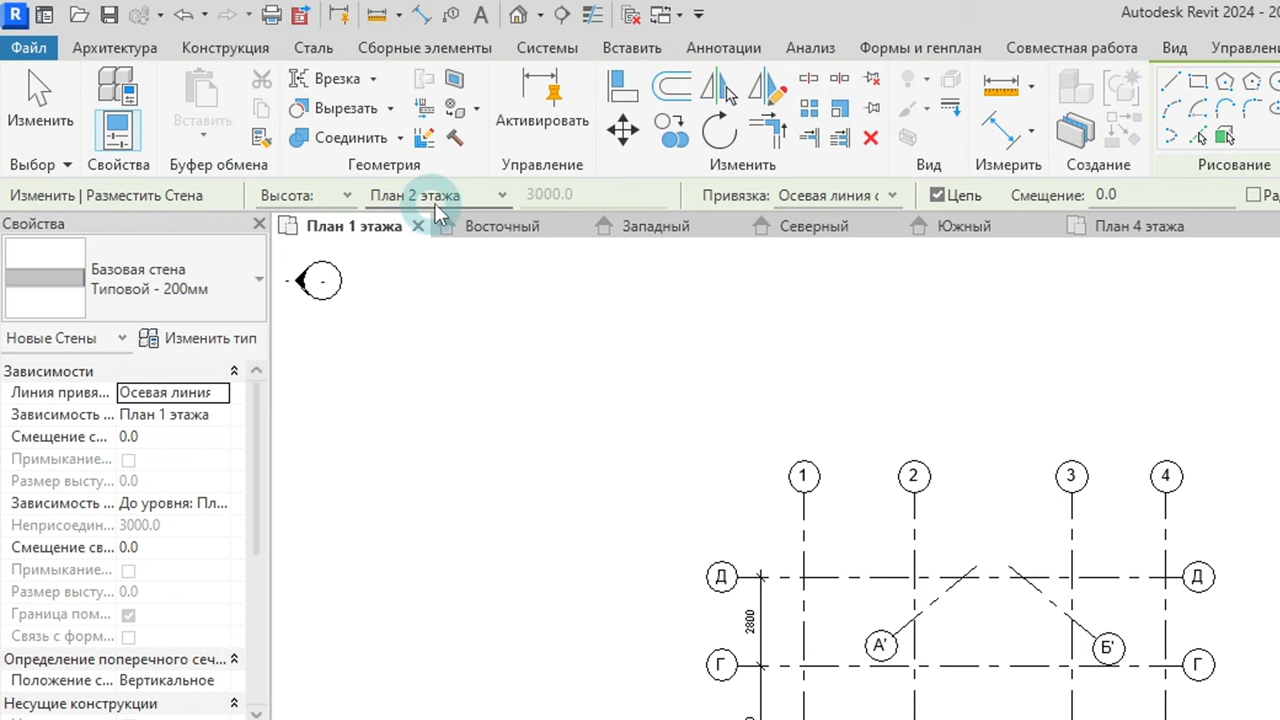 Autodesk Revit 2024 - 20
Файл Архитектура Конструкция Сталь Сборные элементы Системы Вставить Аннотации Анализ Формы и генплан Совместная работа Вид Управлени
Изменить
Вставить
Врезка
Вырезать
Соединить
Активировать
Выбор Свойства Буфер обмена Геометрия Управление Изменить Вид Измерить Создание Рисование
Изменить | Разместить Стена Высота: План 2 этажа 3000.0 Привязка: Осевая линия с Цепь Смещение: 0.0 Ра
Свойства
План 1 этажа Восточный Западный Северный Южный План 4 этажа
Базовая стена
Типовой - 200мм
Новые Стены Изменить тип
Зависимости
Линия привя... Осевая линия
Зависимость ... План 1 этажа
Смещение с... 0.0
Примыкание...
Размер высту... 0.0
Зависимость ... До уровня: Пл...
Неприсоедин... 3000.0
Смещение св... 0.0
Примыкание...
Размер высту... 0.0
Граница пом...
Связь с форм...
Определение поперечного сеч...
Положение с... Вертикальное
Несущие конструкции
1 2 3 4
Д Д
2800
А' Б'
Г Г